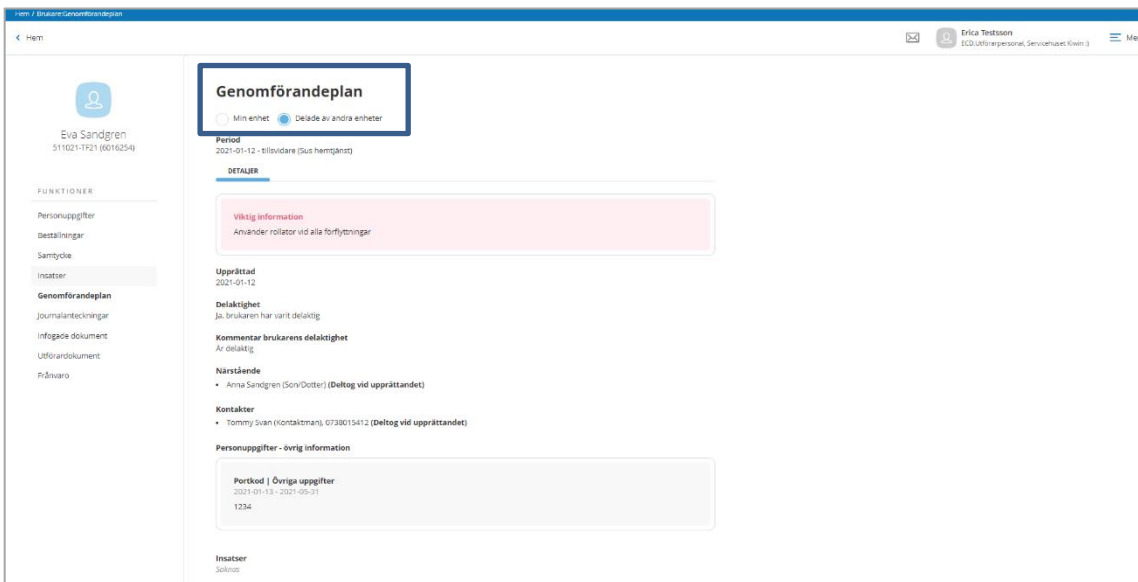 Hem / Brukare:Genomförandeplan
Hem
Erica Testsson
ECD:Utförarpersonal, Servicehuset Kiwin :)
Me
Eva Sandgren
511021-TF21 (6016254)
FUNKTIONER
Personuppgifter
Beställningar
Samtycke
Insatser
Genomförandeplan
Journalanteckningar
Infogade dokument
Utförardokument
Frånvaro
Genomförandeplan
Min enhet Delade av andra enheter
Period
2021-01-12 - tillsvidare (Sus hemtjänst)
DETALJER
Viktig information
Använder rollator vid alla förflyttningar
Upprättad
2021-01-12
Delaktighet
Ja, brukaren har varit delaktig
Kommentar brukarens delaktighet
Är delaktig
Närstående
• Anna Sandgren (Son/Dotter) (Deltog vid upprättandet)
Kontakter
• Tommy Svan (Kontaktman), 0738015412 (Deltog vid upprättandet)
Personuppgifter - övrig information
Portkod | Övriga uppgifter
2021-01-13 - 2021-05-31
1234
Insatser
Saknas